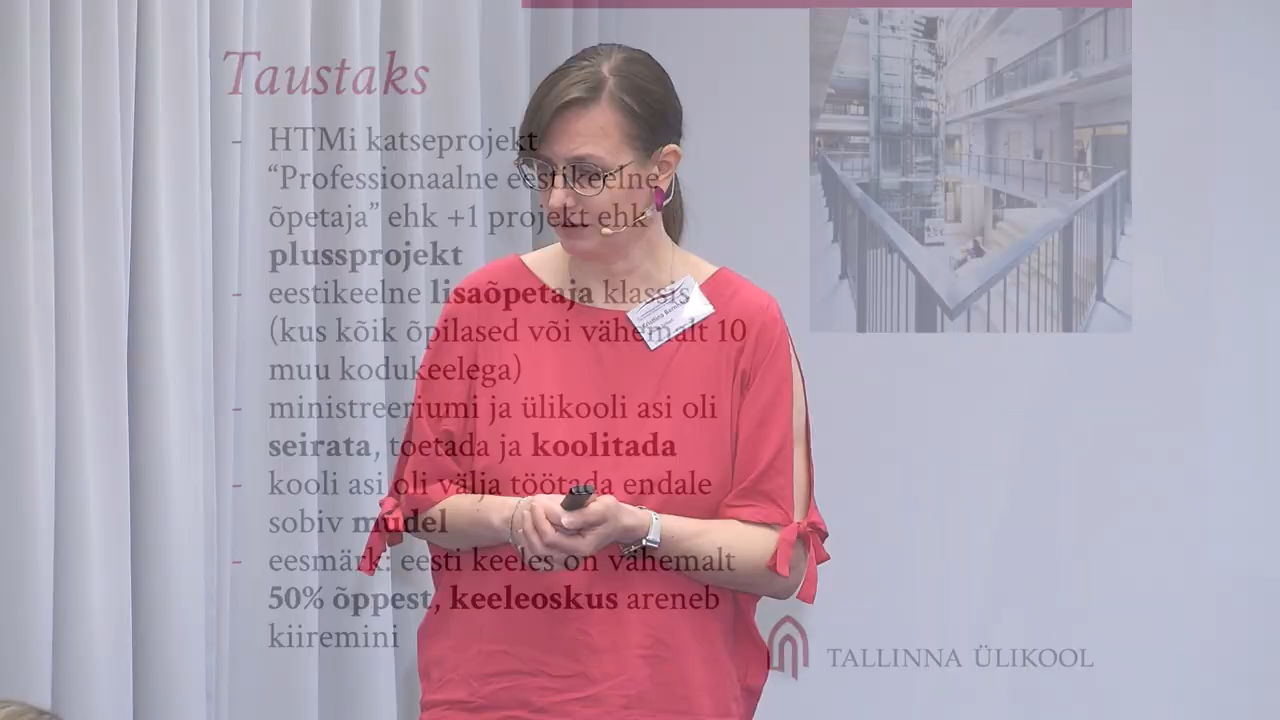 Taustaks
- HTMi katseprojekt
“Professionaalne eestikeelne
õpetaja” ehk +1 projekt ehk
plussprojekt
- eestikeelne lisaõpetaja klassis
(kus kõik õpilased või vähemalt 10
muu kodukeelega)
- ministreeriumi ja ülikooli asi oli
seirata, toetada ja koolitada
- kooli asi oli välja töötada endale
sobiv mudel
- eesmärk: eesti keeles on vähemalt
50% õppest, keeleoskus areneb
kiiremini
TALLINNA ÜLIKOOL